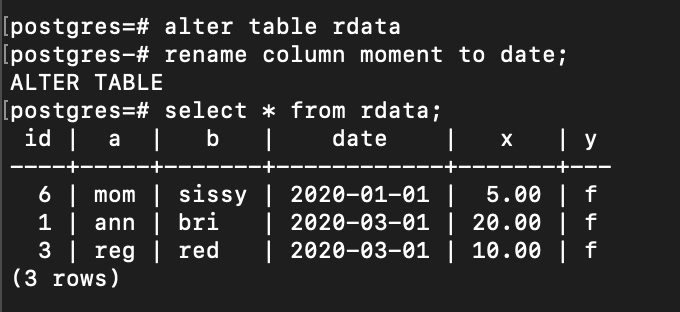 [postgres=# alter table rdata
[postgres-# rename column moment to date;
ALTER TABLE
[postgres=# select * from rdata;
 id |  a  |   b   |    date    |   x   | y
----+-----+-------+------------+-------+---
  6 | mom | sissy | 2020-01-01 |  5.00 | f
  1 | ann | bri   | 2020-03-01 | 20.00 | f
  3 | reg | red   | 2020-03-01 | 10.00 | f
(3 rows)